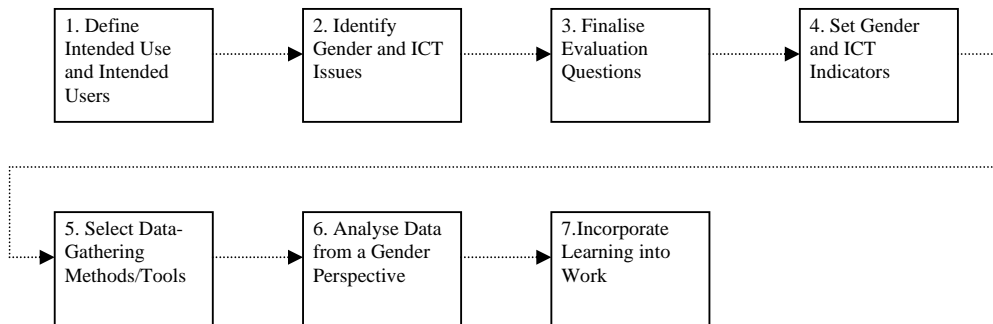 1. Define
Intended Use
and Intended
Users
2. Identify
Gender and ICT
Issues
3. Finalise
Evaluation
Questions
4. Set Gender
and ICT
Indicators
5. Select Data-
Gathering
Methods/Tools
6. Analyse Data
from a Gender
Perspective
7.Incorporate
Learning into
Work